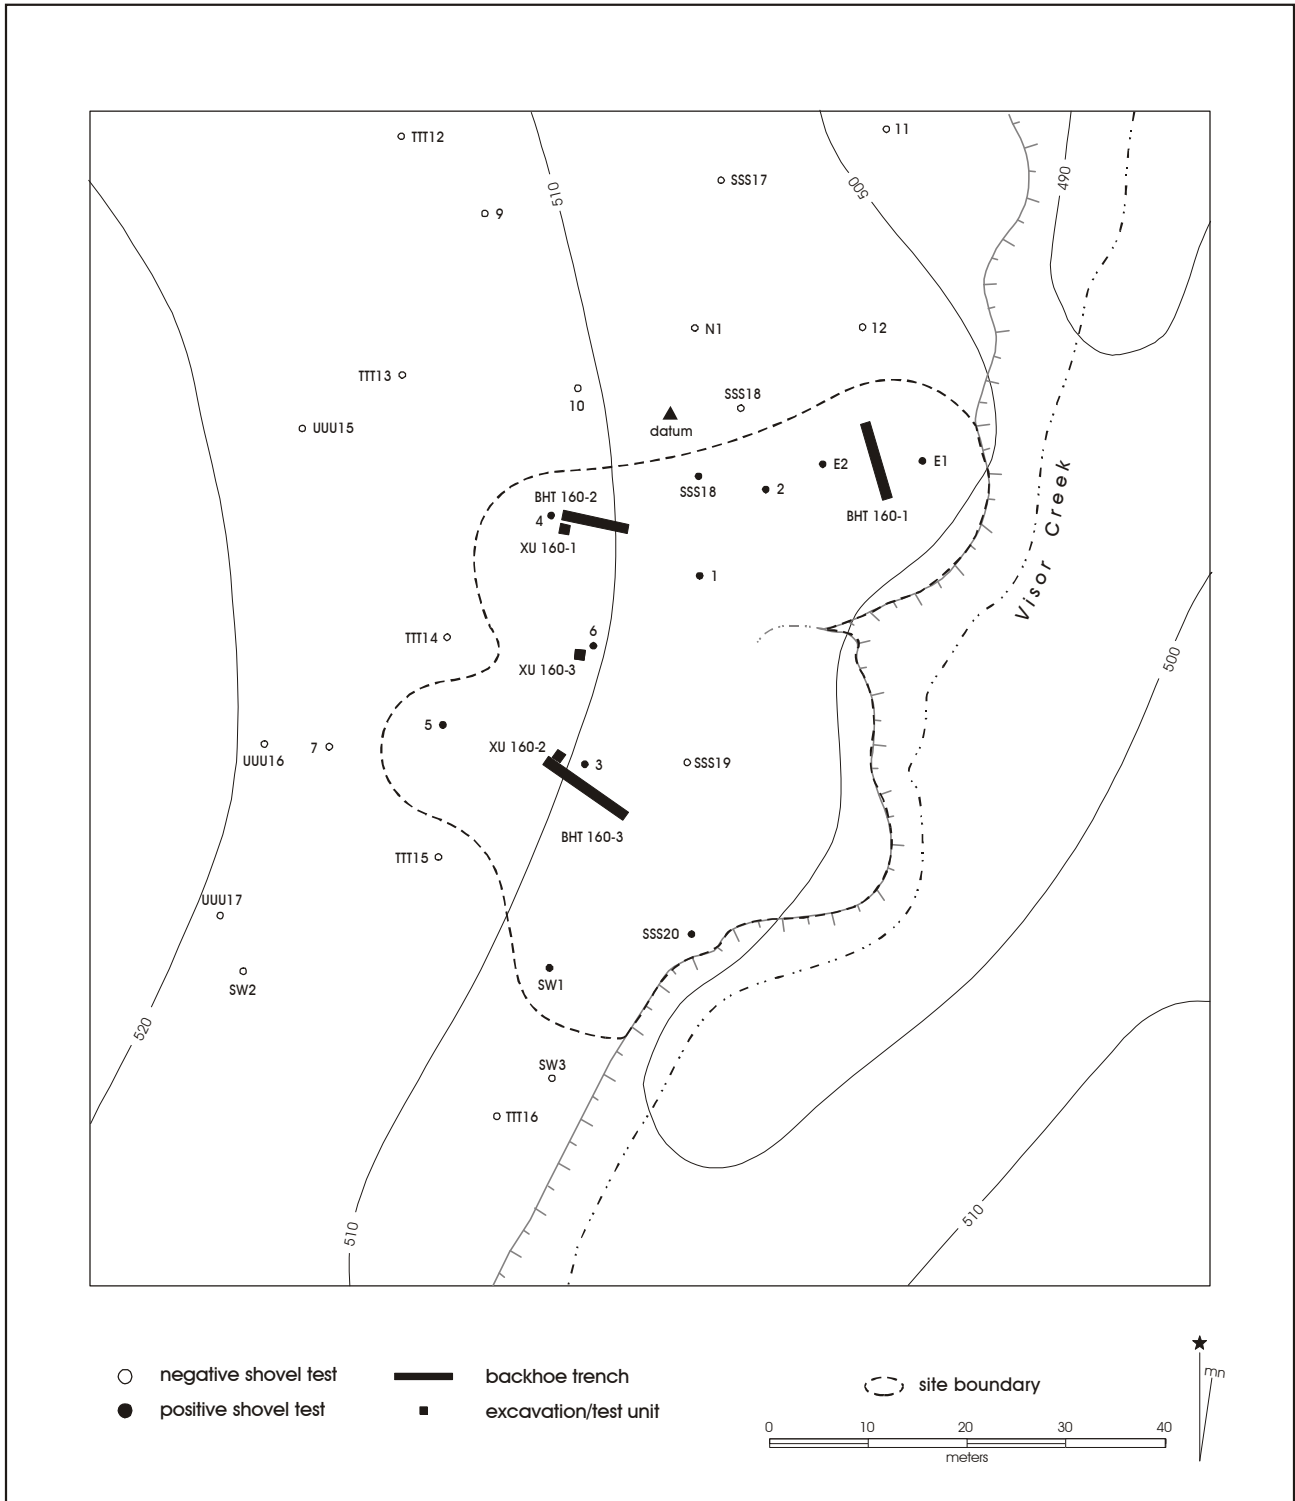 TTT12
11
SSS17
490
500
510
9
N1
12
TTT13
10
SSS18
UUU15
datum
E2
E1
SSS18
2
BHT 160-2
4
BHT 160-1
XU 160-1
1
Visor Creek
6
TTT14
XU 160-3
500
5
XU 160-2
7
UUU16
3
SSS19
BHT 160-3
TTT15
UUU17
SSS20
SW2
SW1
520
SW3
TTT16
510
510
negative shovel test
backhoe trench
site boundary
mn
positive shovel test
excavation/test unit
0 10 20 30 40
meters